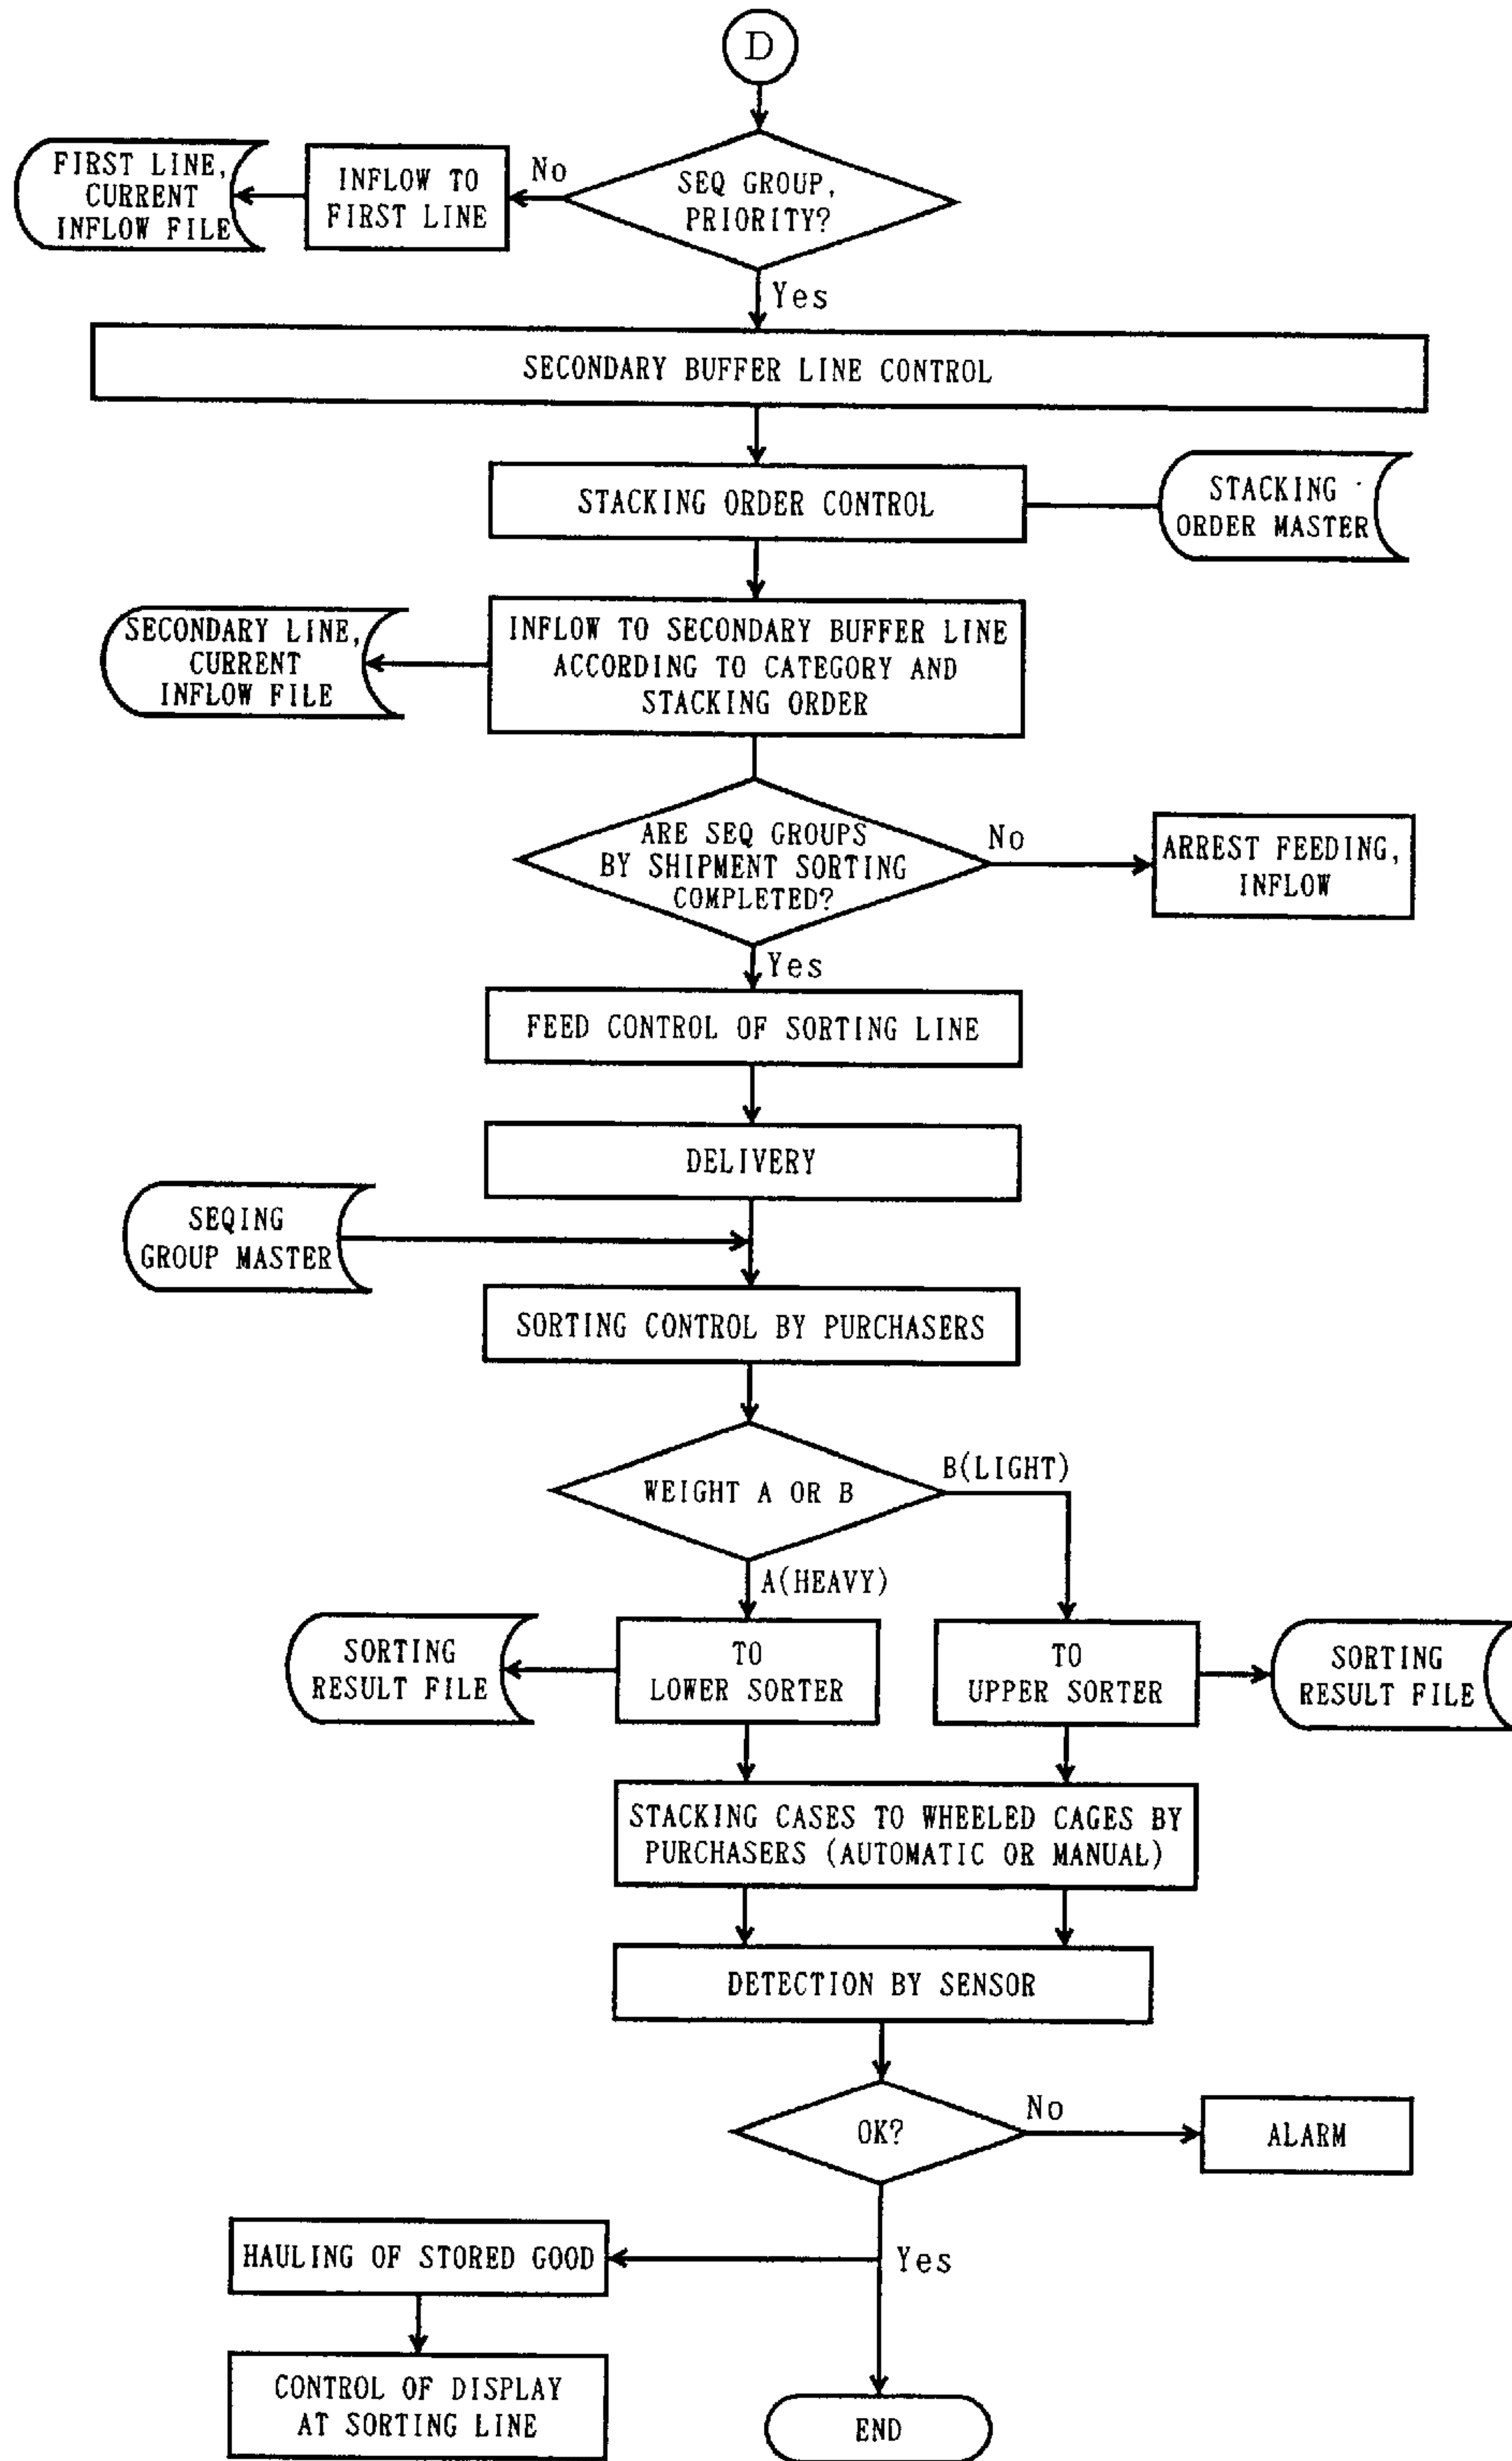 D
SEQ GROUP,
PRIORITY?
No
INFLOW TO
FIRST LINE
FIRST LINE,
CURRENT
INFLOW FILE
Yes
SECONDARY BUFFER LINE CONTROL
STACKING ORDER CONTROL
STACKING
ORDER MASTER
INFLOW TO SECONDARY BUFFER LINE
ACCORDING TO CATEGORY AND
STACKING ORDER
SECONDARY LINE,
CURRENT
INFLOW FILE
ARE SEQ GROUPS
BY SHIPMENT SORTING
COMPLETED?
No
ARREST FEEDING,
INFLOW
Yes
FEED CONTROL OF SORTING LINE
DELIVERY
SEQING
GROUP MASTER
SORTING CONTROL BY PURCHASERS
WEIGHT A OR B
B(LIGHT)
A(HEAVY)
SORTING
RESULT FILE
TO
LOWER SORTER
TO
UPPER SORTER
SORTING
RESULT FILE
STACKING CASES TO WHEELED CAGES BY
PURCHASERS (AUTOMATIC OR MANUAL)
DETECTION BY SENSOR
OK?
No
ALARM
Yes
HAULING OF STORED GOOD
CONTROL OF DISPLAY
AT SORTING LINE
END